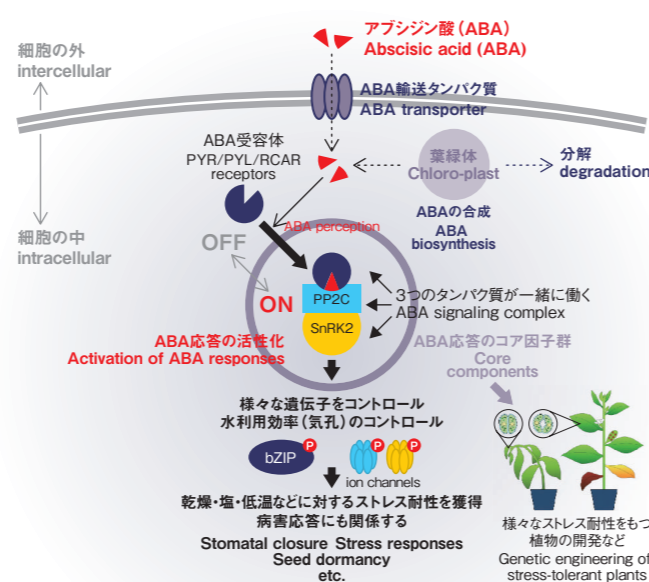 アブシジン酸（ABA）
Abscisic acid (ABA)
細胞の外
intercellular
ABA輸送タンパク質
ABA transporter
ABA受容体
PYR/PYL/RCAR
receptors
葉緑体
Chloro-plast
分解
degradation
ABAの合成
ABA
biosynthesis
細胞の中
intracellular
OFF
ABA perception
ON
PP2C
SnRK2
3つのタンパク質が一緒に働く
ABA signaling complex
ABA応答の活性化
Activation of ABA responses
ABA応答のコア因子群
Core
components
様々な遺伝子をコントロール
水利用効率（気孔）のコントロール
bZIP
P
P
P
ion channels
乾燥・塩・低温などに対するストレス耐性を獲得
病害応答にも関係する
Stomatal closure Stress responses
Seed dormancy
etc.
様々なストレス耐性をもつ
植物の開発など
Genetic engineering of
stress-tolerant plants